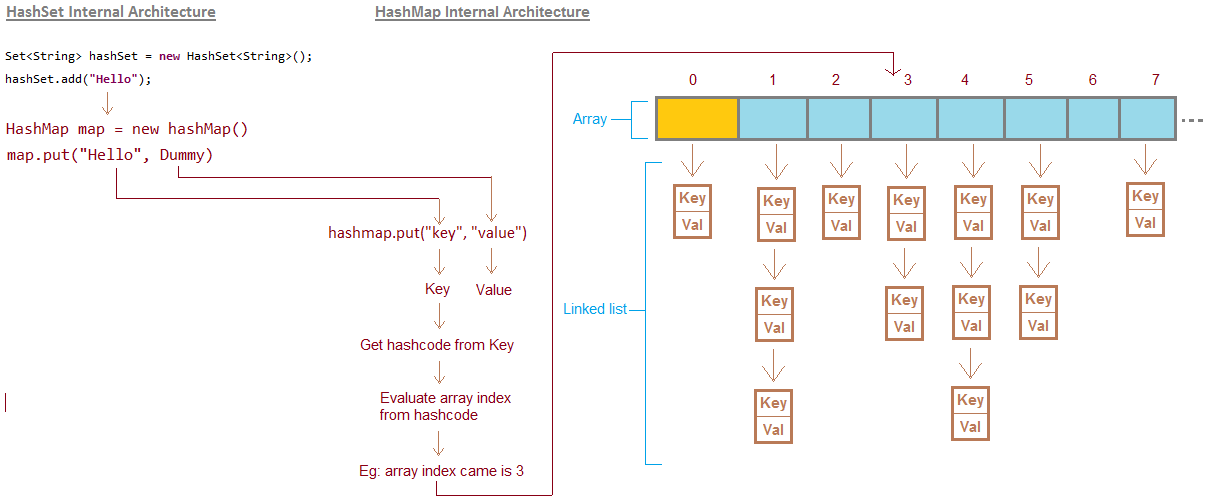 HashSet Internal Architecture
HashMap Internal Architecture
Set<String> hashSet = new HashSet<String>();
hashSet.add("Hello");
HashMap map = new hashMap()
map.put("Hello", Dummy)
hashmap.put("key", "value")
Key
Value
Get hashcode from Key
Evaluate array index
from hashcode
Eg: array index came is 3
0 1 2 3 4 5 6 7
Array
Linked list
Key Key Key Key Key Key Key
Val Val Val Val Val Val Val
Key Key Key Key
Val Val Val Val
Key Key
Val Val